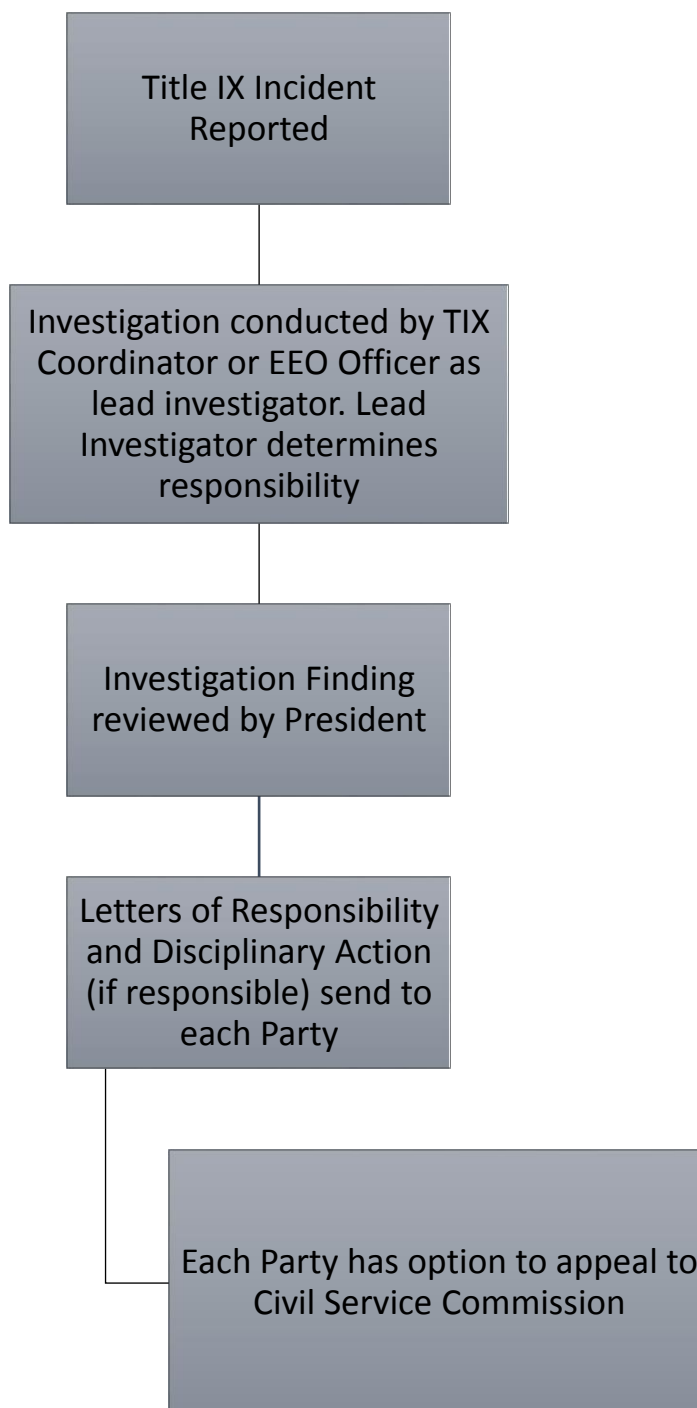 Title IX Incident
Reported
Investigation conducted by TIX
Coordinator or EEO Officer as
lead investigator. Lead
Investigator determines
responsibility
Investigation Finding
reviewed by President
Letters of Responsibility
and Disciplinary Action
(if responsible) send to
each Party
Each Party has option to appeal to
Civil Service Commission